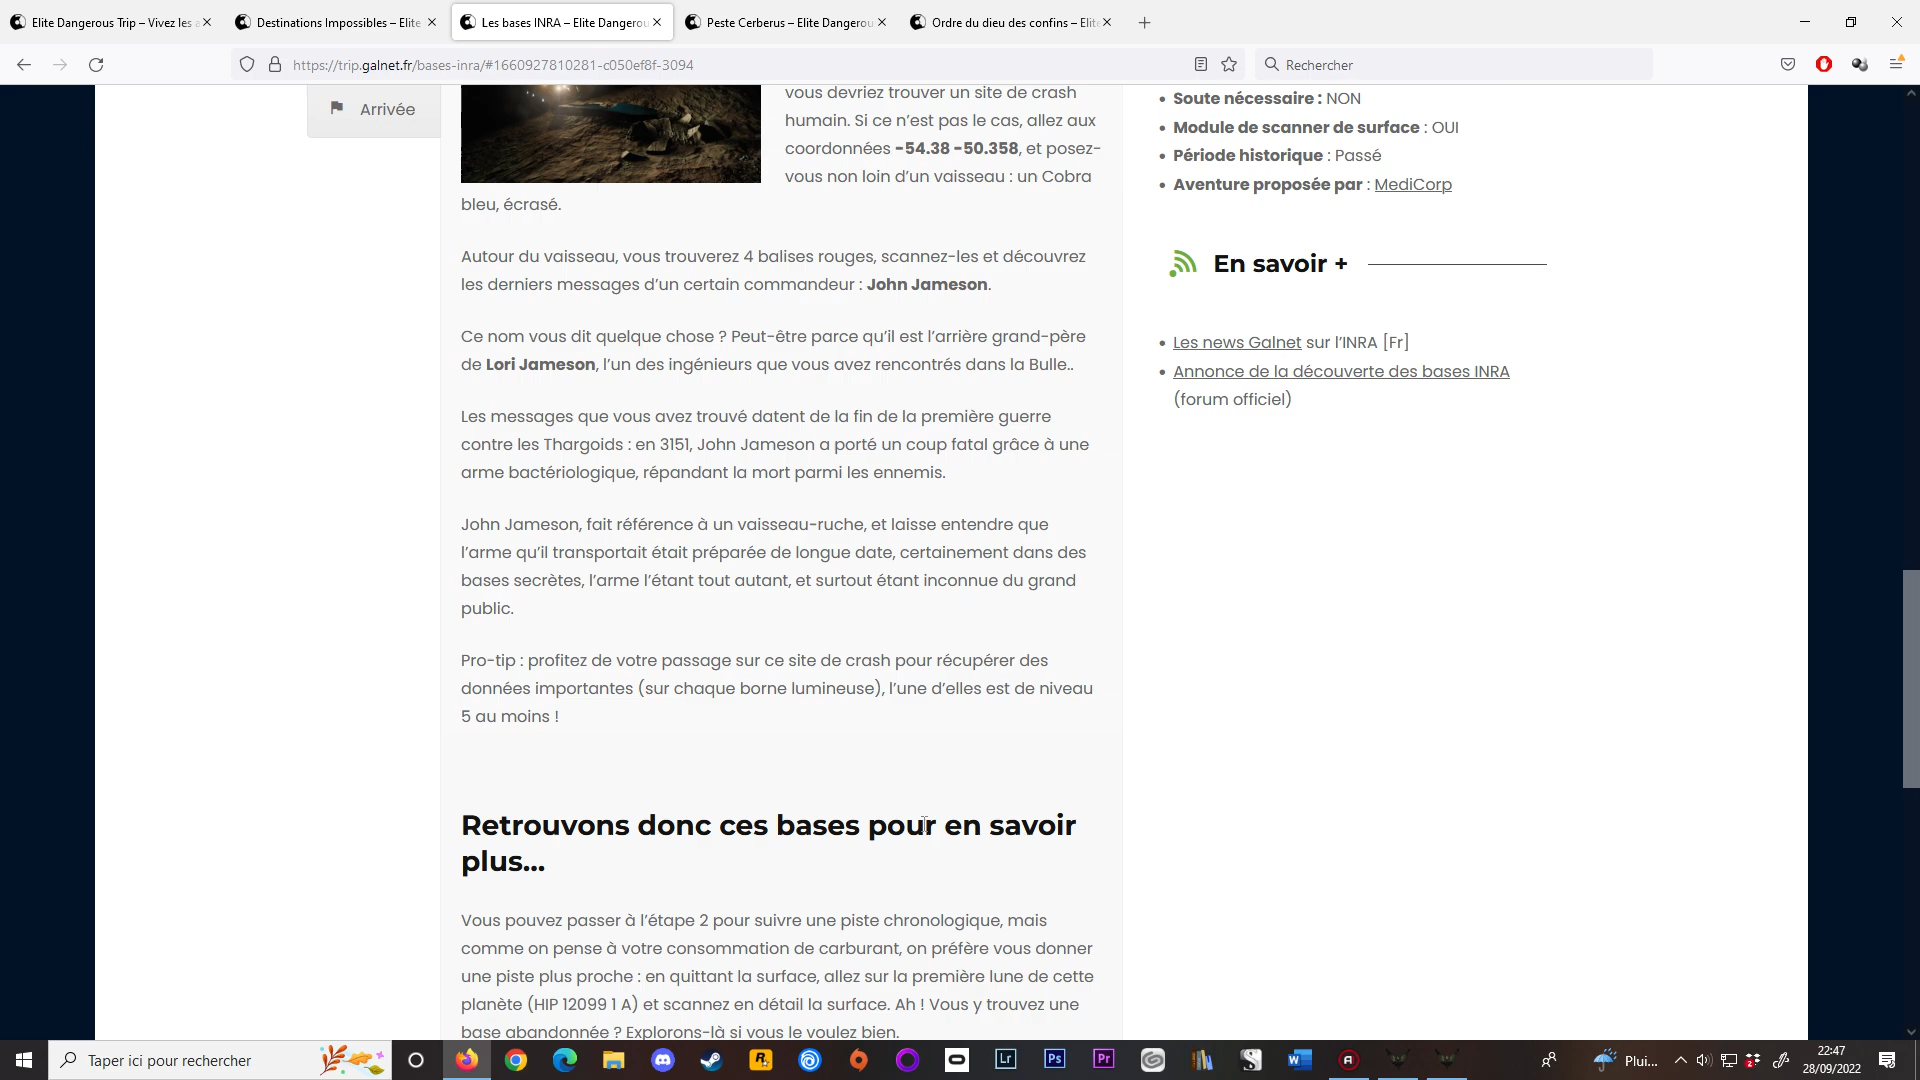 Elite Dangerous Trip – Vivez les a
Destinations Impossibles – Elite
Les bases INRA – Elite Dangerou
Peste Cerberus – Elite Dangerou
Ordre du dieu des confins – Elite
https://trip.galnet.fr/bases-inra/#1660927810281-c050ef8f-3094
Rechercher
Arrivée
vous devriez trouver un site de crash
humain. Si ce n’est pas le cas, allez aux
coordonnées -54.38 -50.358, et posez-
vous non loin d’un vaisseau : un Cobra
bleu, écrasé.
Autour du vaisseau, vous trouverez 4 balises rouges, scannez-les et découvrez
les derniers messages d’un certain commandeur : John Jameson.
Ce nom vous dit quelque chose ? Peut-être parce qu’il est l’arrière grand-père
de Lori Jameson, l’un des ingénieurs que vous avez rencontrés dans la Bulle..
Les messages que vous avez trouvé datent de la fin de la première guerre
contre les Thargoids : en 3151, John Jameson a porté un coup fatal grâce à une
arme bactériologique, répandant la mort parmi les ennemis.
John Jameson, fait référence à un vaisseau-ruche, et laisse entendre que
l’arme qu’il transportait était préparée de longue date, certainement dans des
bases secrètes, l’arme l’étant tout autant, et surtout étant inconnue du grand
public.
Pro-tip : profitez de votre passage sur ce site de crash pour récupérer des
données importantes (sur chaque borne lumineuse), l’une d’elles est de niveau
5 au moins !
Retrouvons donc ces bases pour en savoir
plus…
Vous pouvez passer à l’étape 2 pour suivre une piste chronologique, mais
comme on pense à votre consommation de carburant, on préfère vous donner
une piste plus proche : en quittant la surface, allez sur la première lune de cette
planète (HIP 12099 1 A) et scannez en détail la surface. Ah ! Vous y trouvez une
base abandonnée ? Explorons-là si vous le voulez bien.
Soute nécessaire : NON
Module de scanner de surface : OUI
Période historique : Passé
Aventure proposée par : MediCorp
En savoir +
Les news Galnet sur l’INRA [Fr]
Annonce de la découverte des bases INRA
(forum officiel)
Taper ici pour rechercher
Lr
Ps
Pr
Plui...
22:47
28/09/2022